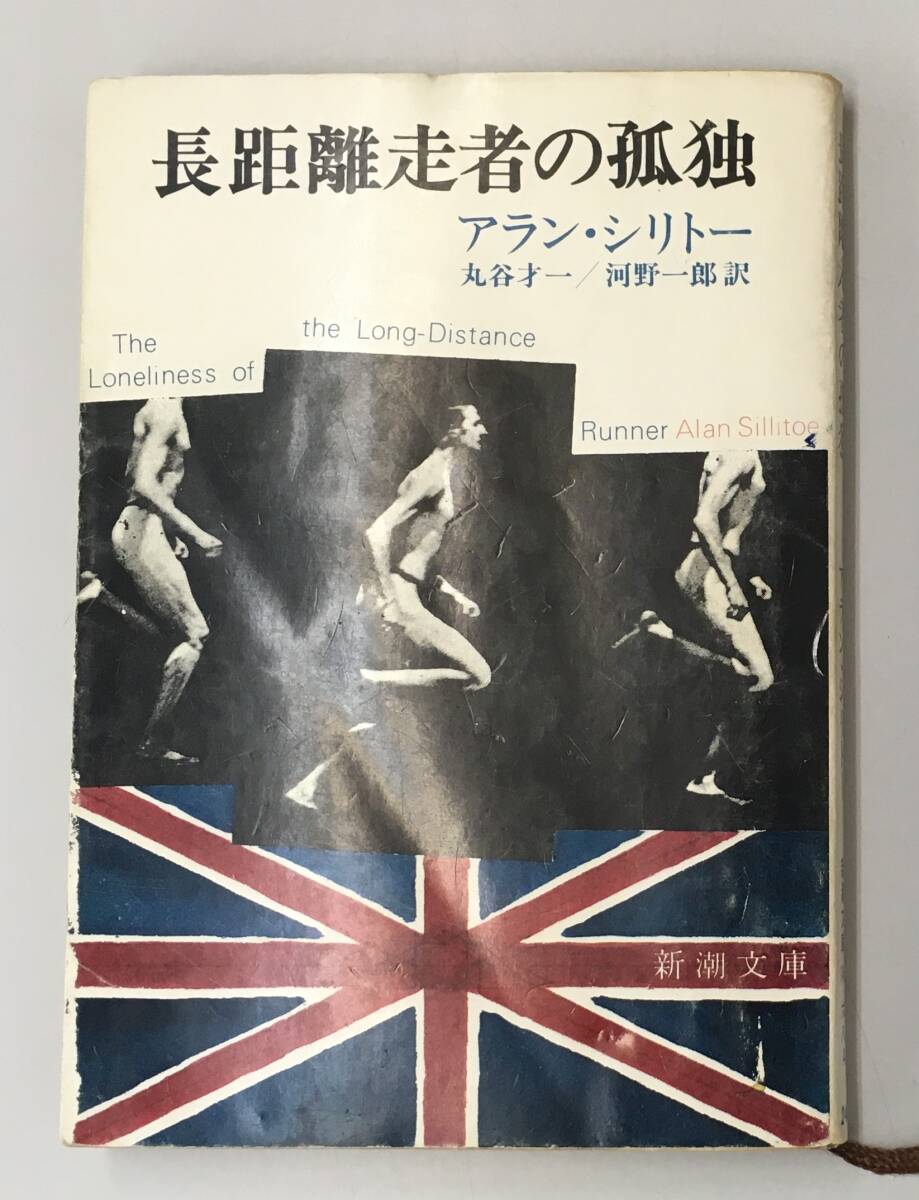 長距離走者の孤独
アラン・シリトー
丸谷才一/河野一郎訳
The
Loneliness of
the Long-Distance
Runner Alan Sillitoe
新潮文庫